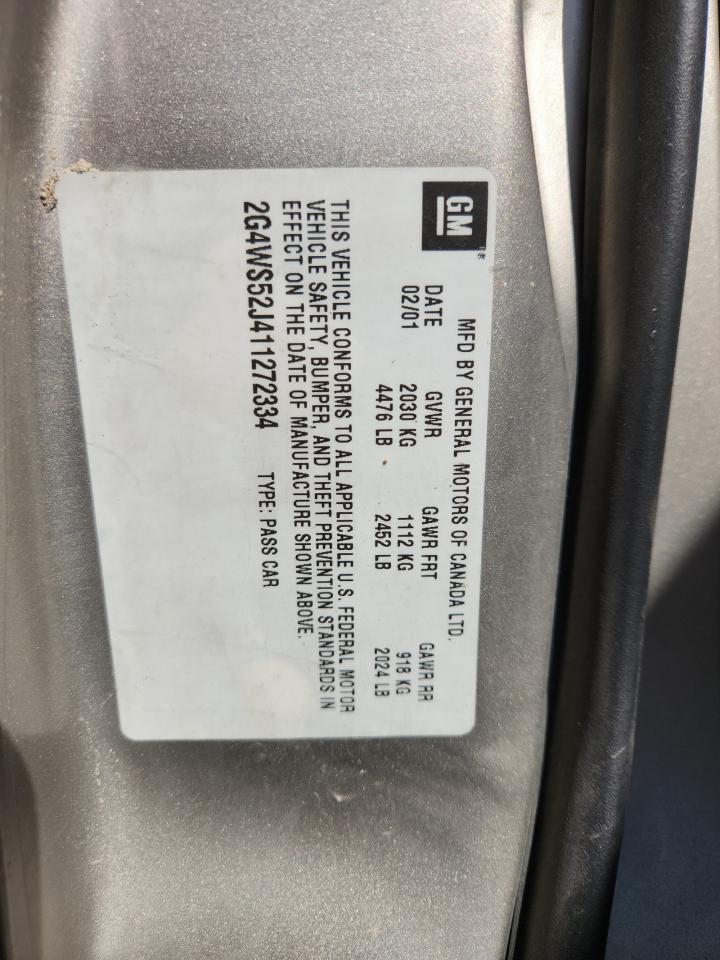 GM
MFD BY GENERAL MOTORS OF CANADA LTD.
DATE GVWR GAWR FRT GAWR RR
02/01 2030 KG 1112 KG 918 KG
4476 LB 2452 LB 2024 LB
THIS VEHICLE CONFORMS TO ALL APPLICABLE U.S. FEDERAL MOTOR
VEHICLE SAFETY, BUMPER, AND THEFT PREVENTION STANDARDS IN
EFFECT ON THE DATE OF MANUFACTURE SHOWN ABOVE.
2G4WS52J411272334 TYPE: PASS CAR